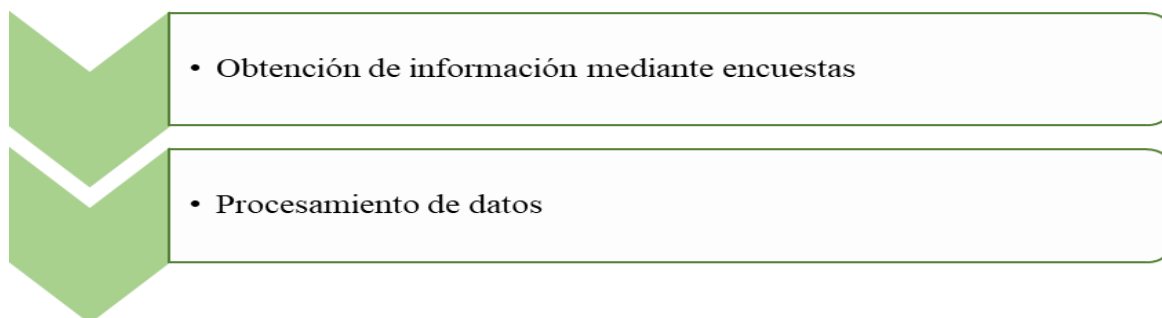 • Obtención de información mediante encuestas
• Procesamiento de datos